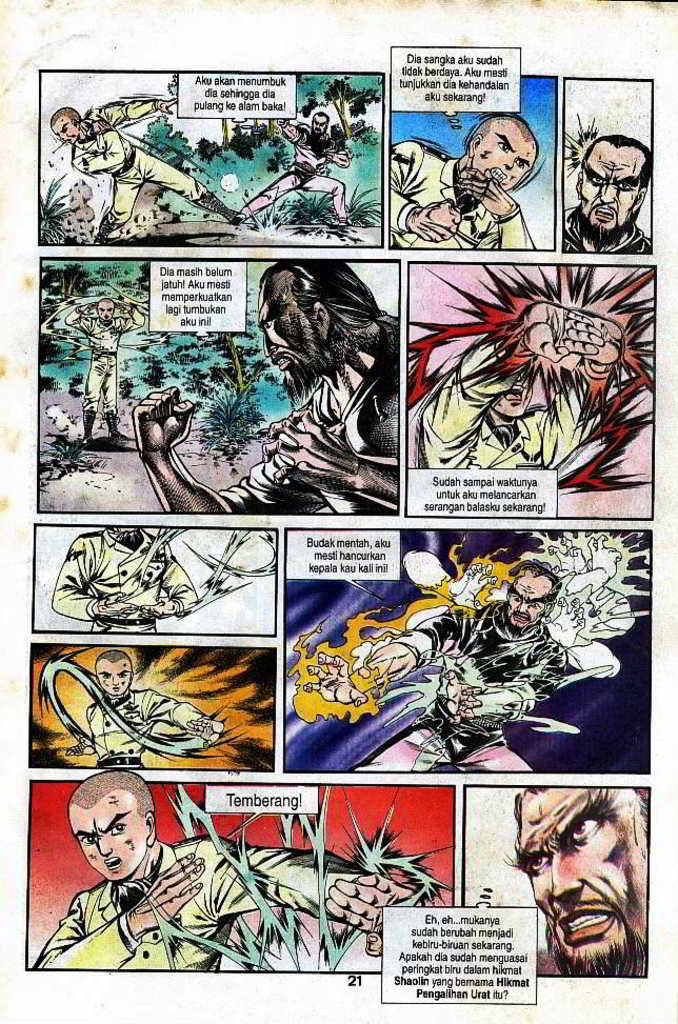 Aku akan menumbuk
dia sehingga dia
pulang ke alam baka!
Dia sangka aku sudah
tidak berdaya. Aku mesti
tunjukkan dia kehandalan
aku sekarang!
Dia masih belum
jatuh! Aku mesti
memperkuatkan
lagi tumbukan
aku ini!
Sudah sampai waktunya
untuk aku melancarkan
serangan balasku sekarang!
Budak mentah, aku
mesti hancurkan
kepala kau kali ini!
Temberang!
Eh, eh...mukanya
sudah berubah menjadi
kebiru-biruan sekarang.
Apakah dia sudah menguasai
peringkat biru dalam hikmat
Shaolin yang bernama Hikmat
Pengalihan Urat itu?
21